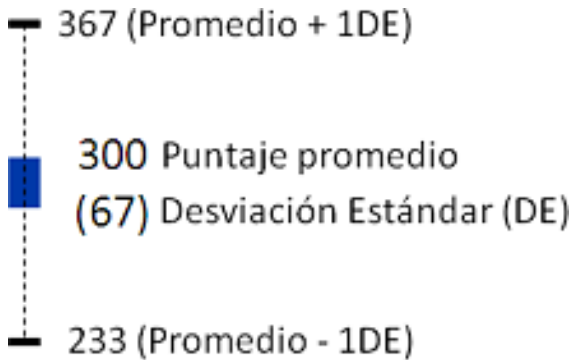 367 (Promedio + 1DE)
300 Puntaje promedio
(67) Desviación Estándar (DE)
233 (Promedio - 1DE)